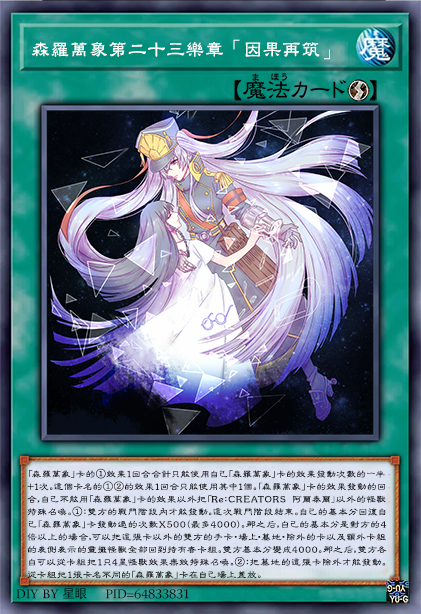 森羅萬象第二十三樂章「因果再筑」
魔
ま ほう
【魔法カード】
「森羅萬象」卡的①效果1回合合計只能使用自己「森羅萬象」卡的效果發動次數的一半
+1次。這個卡名的①②的效果1回合只能使用其中1個。「森羅萬象」卡的效果發動的回
合,自己不能用「森羅萬象」卡的效果以外把「Re:CREATORS 阿爾泰爾」以外的怪獸
特殊召喚。①:雙方的戰鬥階段內才能發動。這次戰鬥階段結束。自己的基本分回復自
己「森羅萬象」卡發動過的次數X500(最多4000)。那之后,自己的基本分是對方的4
倍以上的場合,可以把這張卡以外的雙方的手卡·場上·墓地·除外的卡以及額外卡組
的表側表示的靈擺怪獸全部回到持有者卡組。雙方基本分變成4000。那之后,雙方各
自可以從卡組把1只4星怪獸效果無效特殊召喚。②:把墓地的這張卡除外才能發動。
從卡組把1張卡名不同的「森羅萬象」卡在自己場上蓋放。
DIY BY 星眼 PID=64833831
YU-G